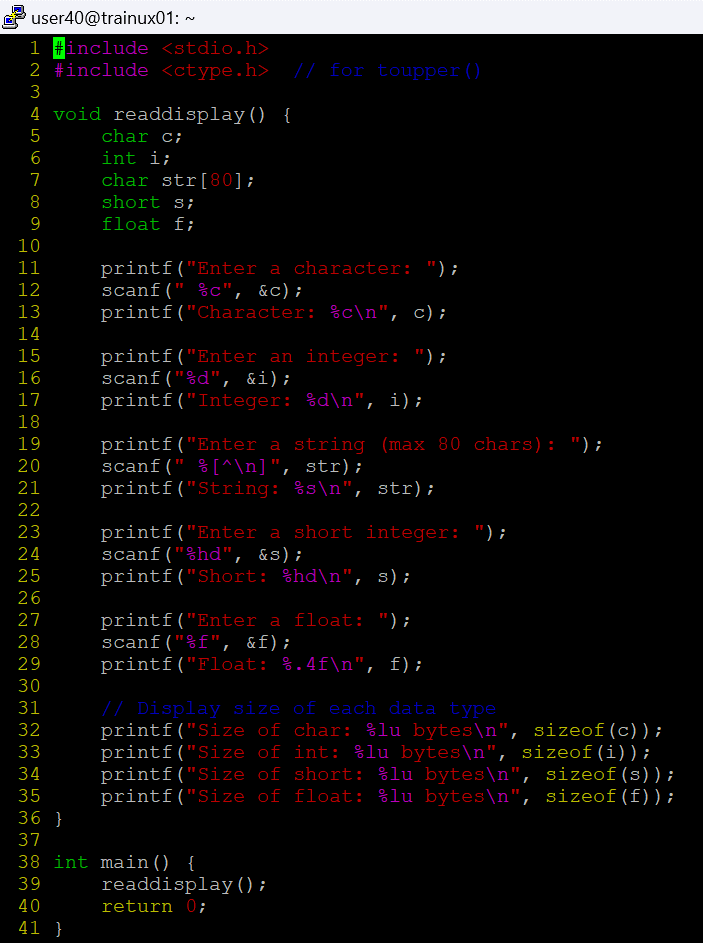 user40@trainux01: ~
1 #include <stdio.h>
2 #include <ctype.h>  // for toupper()
3
4 void readdisplay() {
5     char c;
6     int i;
7     char str[80];
8     short s;
9     float f;
10
11     printf("Enter a character: ");
12     scanf(" %c", &c);
13     printf("Character: %c\n", c);
14
15     printf("Enter an integer: ");
16     scanf("%d", &i);
17     printf("Integer: %d\n", i);
18
19     printf("Enter a string (max 80 chars): ");
20     scanf(" %[^\n]", str);
21     printf("String: %s\n", str);
22
23     printf("Enter a short integer: ");
24     scanf("%hd", &s);
25     printf("Short: %hd\n", s);
26
27     printf("Enter a float: ");
28     scanf("%f", &f);
29     printf("Float: %.4f\n", f);
30
31     // Display size of each data type
32     printf("Size of char: %lu bytes\n", sizeof(c));
33     printf("Size of int: %lu bytes\n", sizeof(i));
34     printf("Size of short: %lu bytes\n", sizeof(s));
35     printf("Size of float: %lu bytes\n", sizeof(f));
36 }
37
38 int main() {
39     readdisplay();
40     return 0;
41 }